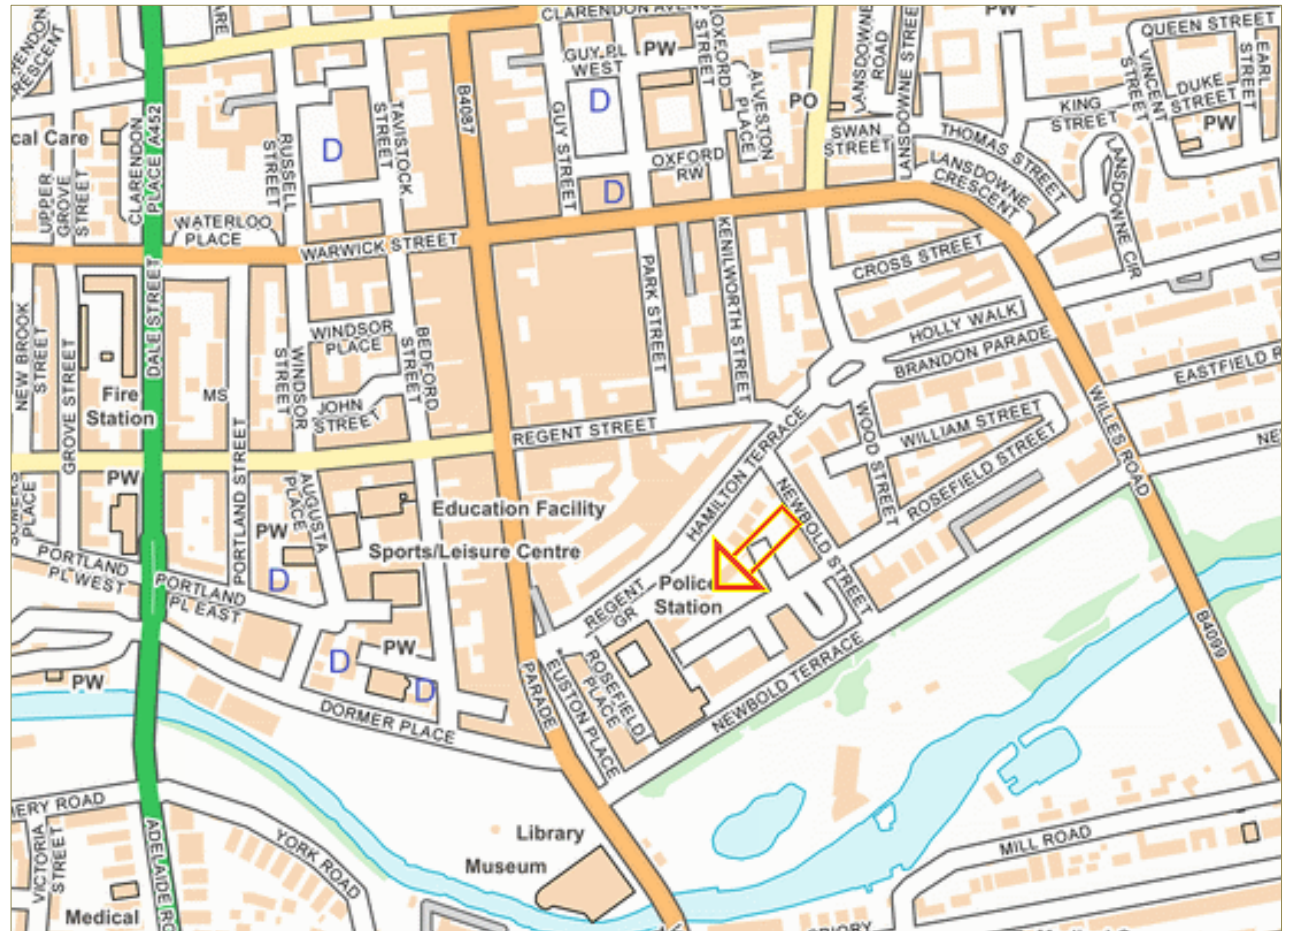 CLARENDON AVENUE
PW
QUEEN STREET
CLARENDON
CRESCENT
GUY PL
WEST
PW
OXFORD
STREET
LANSDOWNE
ROAD
LANSDOWNE STREET
VINCENT
STREET
EARL
STREET
DUKE
STREET
PW
KING
STREET
B4087
PLACE A452
CLARENDON
cal Care
UPPER
GROVE
STREET
RUSSELL
STREET
TAVISTOCK
STREET
D
D
D
GUY STREET
ALVESTON
PLACE
PO
SWAN
STREET
THOMAS STREET
LANSDOWNE
CRESCENT
LANSDOWNE CIR
OXFORD
RW
WATERLOO
PLACE
WARWICK STREET
DALE STREET
PARK STREET
KENILWORTH STREET
CROSS STREET
HOLLY WALK
BRANDON PARADE
EASTFIELD R
WILLES ROAD
NEW BROOK
STREET
GROVE STREET
Fire
Station
MS
WINDSOR
STREET
WINDSOR
PLACE
BEDFORD
STREET
JOHN
STREET
REGENT STREET
HAMILTON TERRACE
WOOD STREET
WILLIAM STREET
ROSEFIELD STREET
NE
PLACE
PW
PORTLAND STREET
AUGUSTA
PLACE
PW
Education Facility
Sports/Leisure Centre
NEWBOLD STREET
PORTLAND
PL WEST
PORTLAND
PL EAST
D
Police
Station
REGENT
GR
B4099
PW
D
PW
D
DORMER PLACE
PARADE
EUSTON PLACE
ROSEFIELD
PLACE
NEWBOLD TERRACE
ERY ROAD
VICTORIA
STREET
ADELAIDE RO
YORK ROAD
Library
Museum
MILL ROAD
Medical
PRIORY